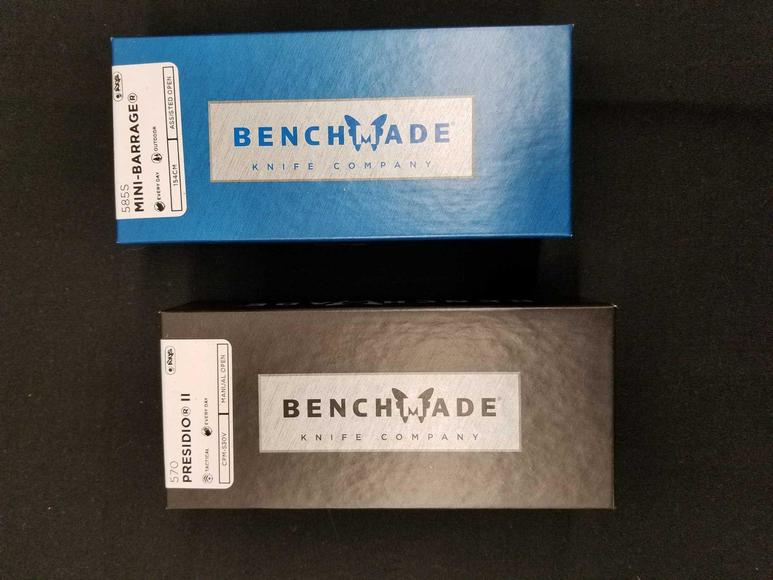 585S
MINI-BARRAGE®
EVERY DAY OUTDOOR
154CM ASSISTED OPEN
BENCHMADE®
KNIFE COMPANY
570
PRESIDIO® II
TACTICAL EVERY DAY
CPM-S30V MANUAL OPEN
BENCHMADE®
KNIFE COMPANY